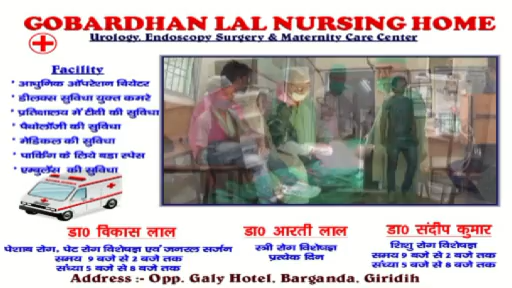 GOBARDHAN LAL NURSING HOME
Urology, Endoscopy Surgery & Maternity Care Center
Facility
* आधुनिक ऑपरेशन थियेटर
* डीलक्स सुविधा युक्त कमरे
* प्रतिक्षालय में टीवी की सुविधा
* पैथोलॉजी की सुविधा
* मेडिकल की सुविधा
* पार्किंग के लिये बड़ा स्पेस
* एम्बुलेंस की सुविधा
डा0 विकास लाल
पेशाब रोग, पेट रोग विशेषज्ञ एवं जनरल सर्जन
समय 9 बजे से 2 बजे तक
संध्या 5 बजे से 8 बजे तक
डा0 आरती लाल
स्त्री रोग विशेषज्ञ
प्रत्येक दिन
डा0 संदीप कुमार
शिशु रोग विशेषज्ञ
समय 9 बजे से 2 बजे तक
संध्या 5 बजे से 8 बजे तक
Address :- Opp. Galy Hotel, Barganda, Giridih